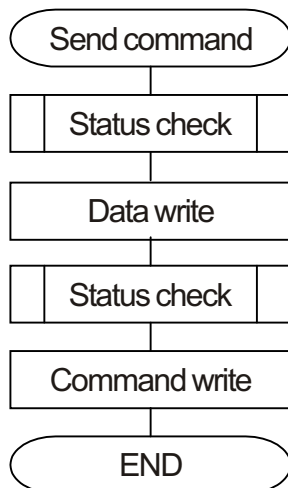 Send command
Status check
Data write
Status check
Command write
END